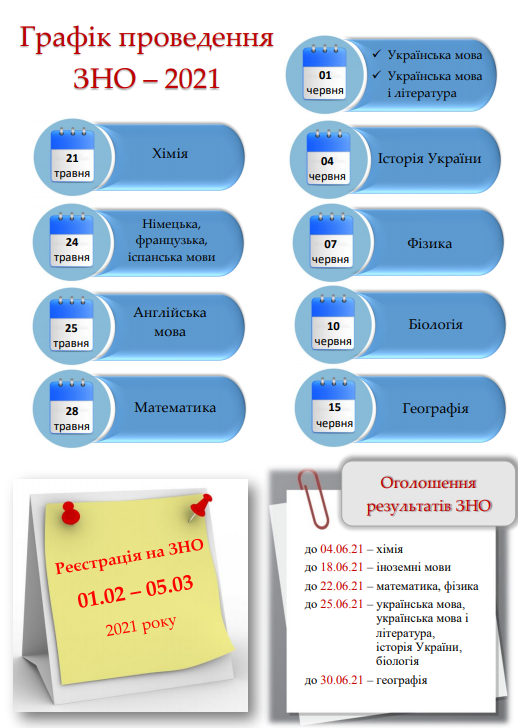 Графік проведення
ЗНО – 2021
21
травня
Хімія
24
травня
Німецька,
французька,
іспанська мови
25
травня
Англійська
мова
28
травня
Математика
01
червня
✓ Українська мова
✓ Українська мова
і література
04
червня
Історія України
07
червня
Фізика
10
червня
Біологія
15
червня
Географія
Реєстрація на ЗНО
01.02 – 05.03
2021 року
Оголошення
результатів ЗНО
до 04.06.21 – хімія
до 18.06.21 – іноземні мови
до 22.06.21 – математика, фізика
до 25.06.21 – українська мова,
українська мова і
література,
історія України,
біологія
до 30.06.21 – географія